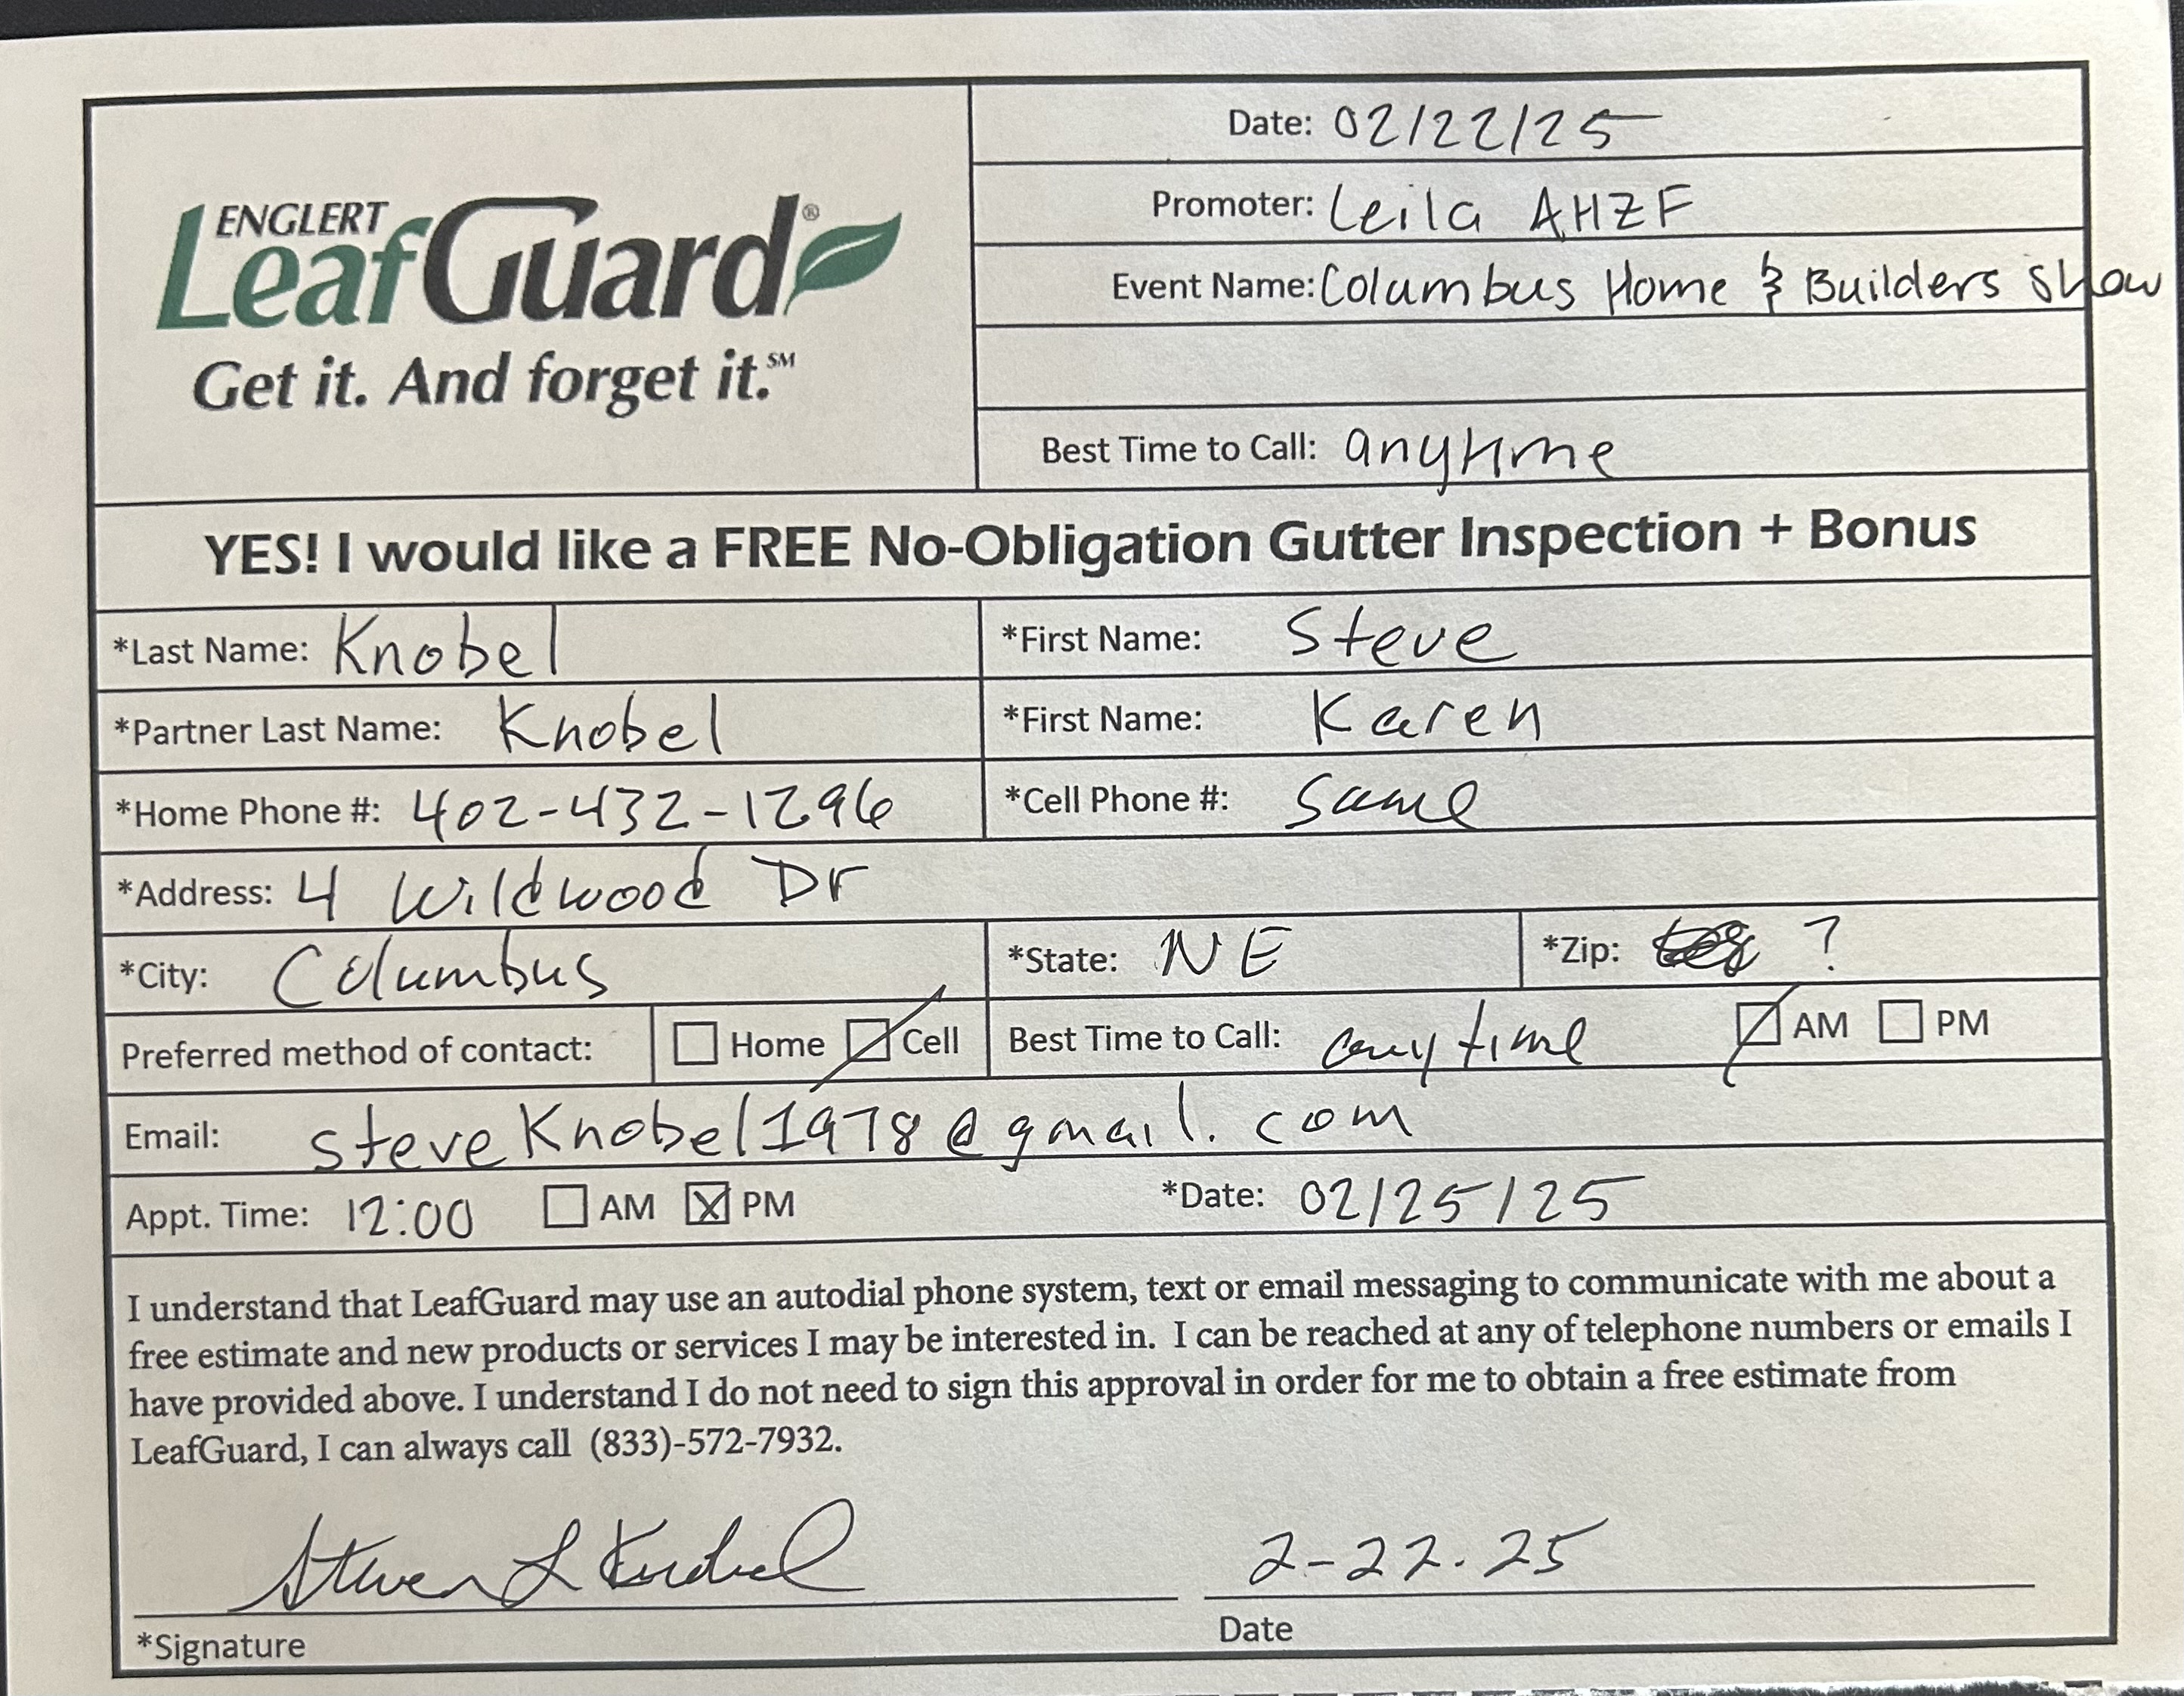 Date: 02/22/25
Promoter: Leila AHZF
ENGLERT
LeafGuard®
Get it. And forget it.℠
Event Name: Columbus Home & Builders Show
Best Time to Call: anytime
YES! I would like a FREE No-Obligation Gutter Inspection + Bonus
*Last Name: Knobel *First Name: Steve
*Partner Last Name: Knobel *First Name: Karen
*Home Phone #: 402-432-1296 *Cell Phone #: Same
*Address: 4 Wildwood Dr
*City: Columbus *State: NE *Zip: ?
Preferred method of contact: Home Cell Best Time to Call: anytime AM PM
Email: steveKnobel1978@gmail.com
Appt. Time: 12:00 AM PM *Date: 02/25/25
I understand that LeafGuard may use an autodial phone system, text or email messaging to communicate with me about a
free estimate and new products or services I may be interested in. I can be reached at any of telephone numbers or emails I
have provided above. I understand I do not need to sign this approval in order for me to obtain a free estimate from
LeafGuard, I can always call (833)-572-7932.
Steven L Knobel 2-22-25
*Signature Date